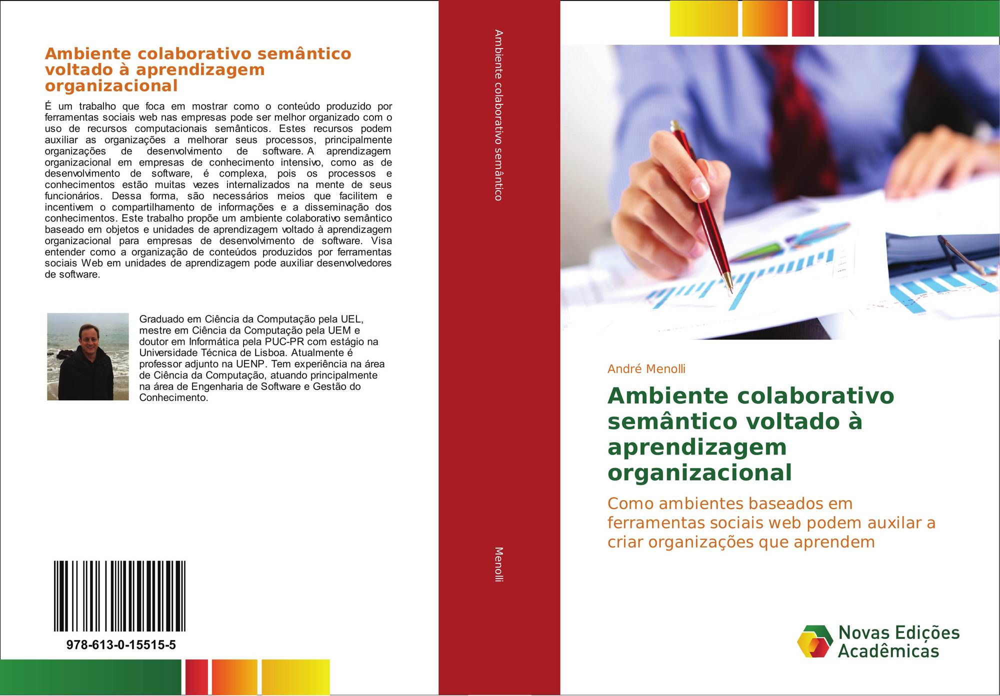 Ambiente colaborativo semântico
voltado à aprendizagem
organizacional
É um trabalho que foca em mostrar como o conteúdo produzido por
ferramentas sociais web nas empresas pode ser melhor organizado com o
uso de recursos computacionais semânticos. Estes recursos podem
auxiliar as organizações a melhorar seus processos, principalmente
organizações de desenvolvimento de software. A aprendizagem
organizacional em empresas de conhecimento intensivo, como as de
desenvolvimento de software, é complexa, pois os processos e
conhecimentos estão muitas vezes internalizados na mente de seus
funcionários. Dessa forma, são necessários meios que facilitem e
incentivem o compartilhamento de informações e a disseminação dos
conhecimentos. Este trabalho propõe um ambiente colaborativo semântico
baseado em objetos e unidades de aprendizagem voltado à aprendizagem
organizacional para empresas de desenvolvimento de software. Visa
entender como a organização de conteúdos produzidos por ferramentas
sociais Web em unidades de aprendizagem pode auxiliar desenvolvedores
de software.
Graduado em Ciência da Computação pela UEL,
mestre em Ciência da Computação pela UEM e
doutor em Informática pela PUC-PR com estágio na
Universidade Técnica de Lisboa. Atualmente é
professor adjunto na UENP. Tem experiência na área
de Ciência da Computação, atuando principalmente
na área de Engenharia de Software e Gestão do
Conhecimento.
978-613-0-15515-5
Ambiente colaborativo semântico
Menolli
André Menolli
Ambiente colaborativo
semântico voltado à
aprendizagem
organizacional
Como ambientes baseados em
ferramentas sociais web podem auxilar a
criar organizações que aprendem
Novas Edições
Acadêmicas